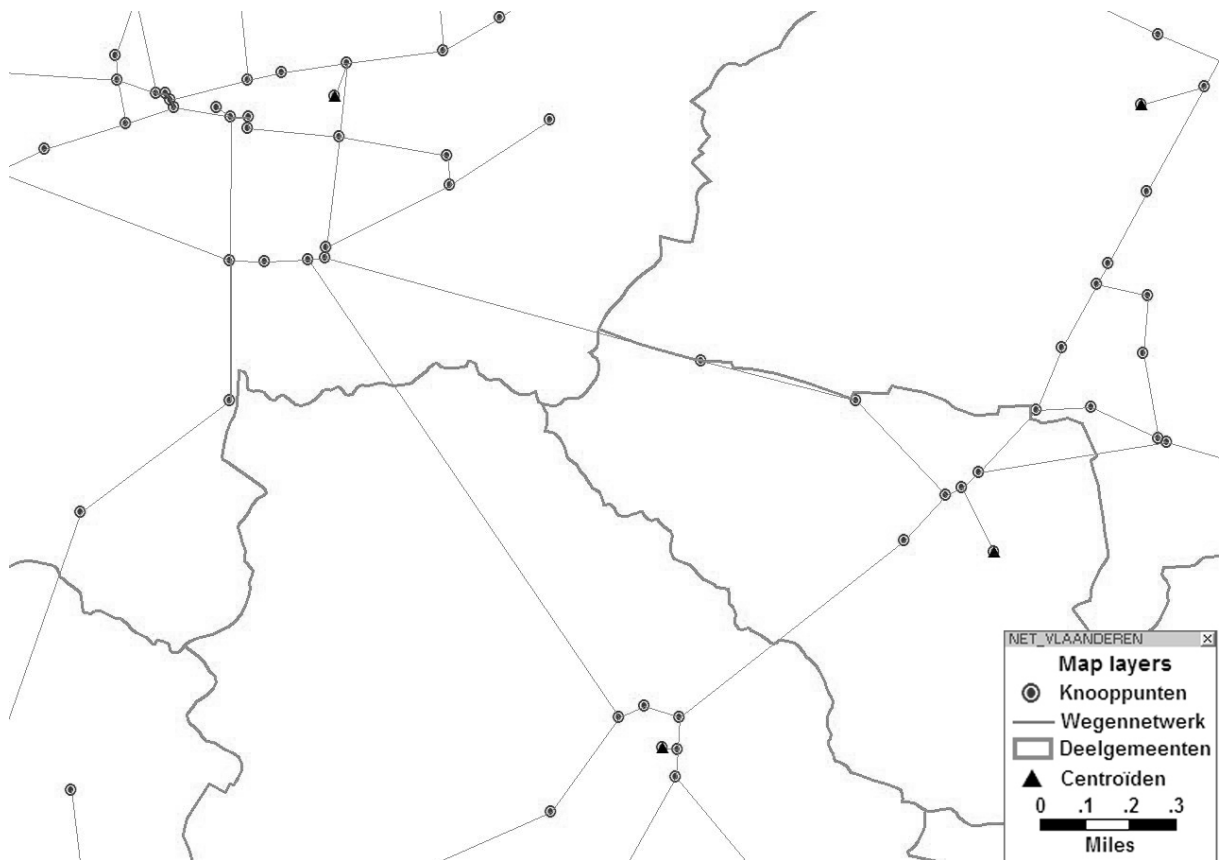 NET_VLAANDEREN
Map layers
Knooppunten
Wegennetwerk
Deelgemeenten
Centroïden
0 .1 .2 .3
Miles